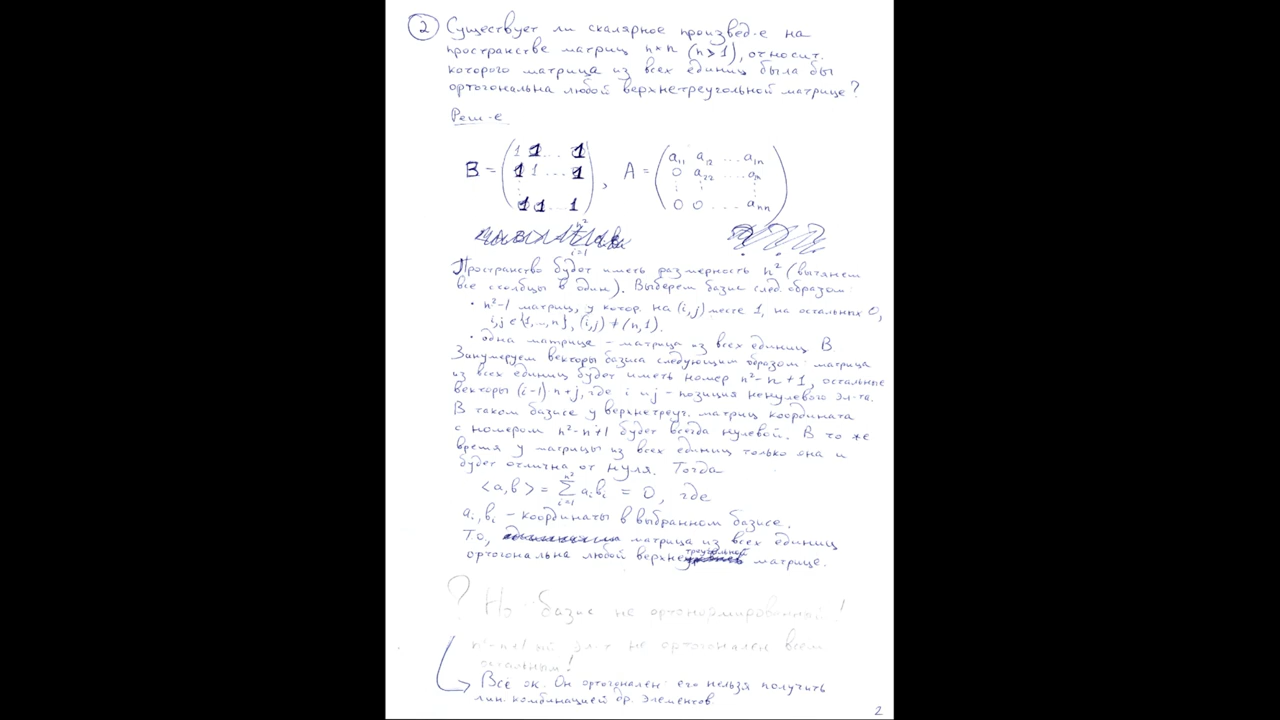 2 Существует ли скалярное произвед-е на
пространстве матриц n×n (n>1), относит.
которого матрица из всех единиц была бы
ортогональна любой верхнетреугольной матрице?
Реш-е
B = (1 1 ... 1
1 1 ... 1
⋮
1 1 ... 1), A = (a11 a12 ... a1n
0 a22 ... a2n
⋮ ⋮ ⋮
0 0 ... ann)
Пространство будет иметь размерность n² (вытянем
все столбцы в один). Выберем базис след. образом:
• n²-1 матриц, у котор. на (i,j) месте 1, на остальных 0,
i,j ∈ {1,...,n}, (i,j) ≠ (n,1).
• одна матрице – матрица из всех единиц B
Занумеруем векторы базиса следующим образом: матрица
из всех единиц будет иметь номер n²-n+1, остальные
векторы (i-1)·n+j, где i и j – позиция ненулевого эл-та.
В таком базисе у верхнетреуг. матриц координата
с номером n²-n+1 будет всегда нулевой. В то же
время у матрицы из всех единиц только она и
будет отлична от нуля. Тогда
<a,b> = Σ_{i=1}^{n²} aᵢbᵢ = 0, где
aᵢ, bᵢ – координаты в выбранном базисе.
Т.о, матрица из всех единиц
ортогональна любой верхнетреугольной матрице.
? Но базис не ортонормированный!
n²-n+1 ый эл-т не ортогонален всем
остальным!
Всё ок. Он ортогонален: его нельзя получить
лин. комбинацией др. элементов.
2